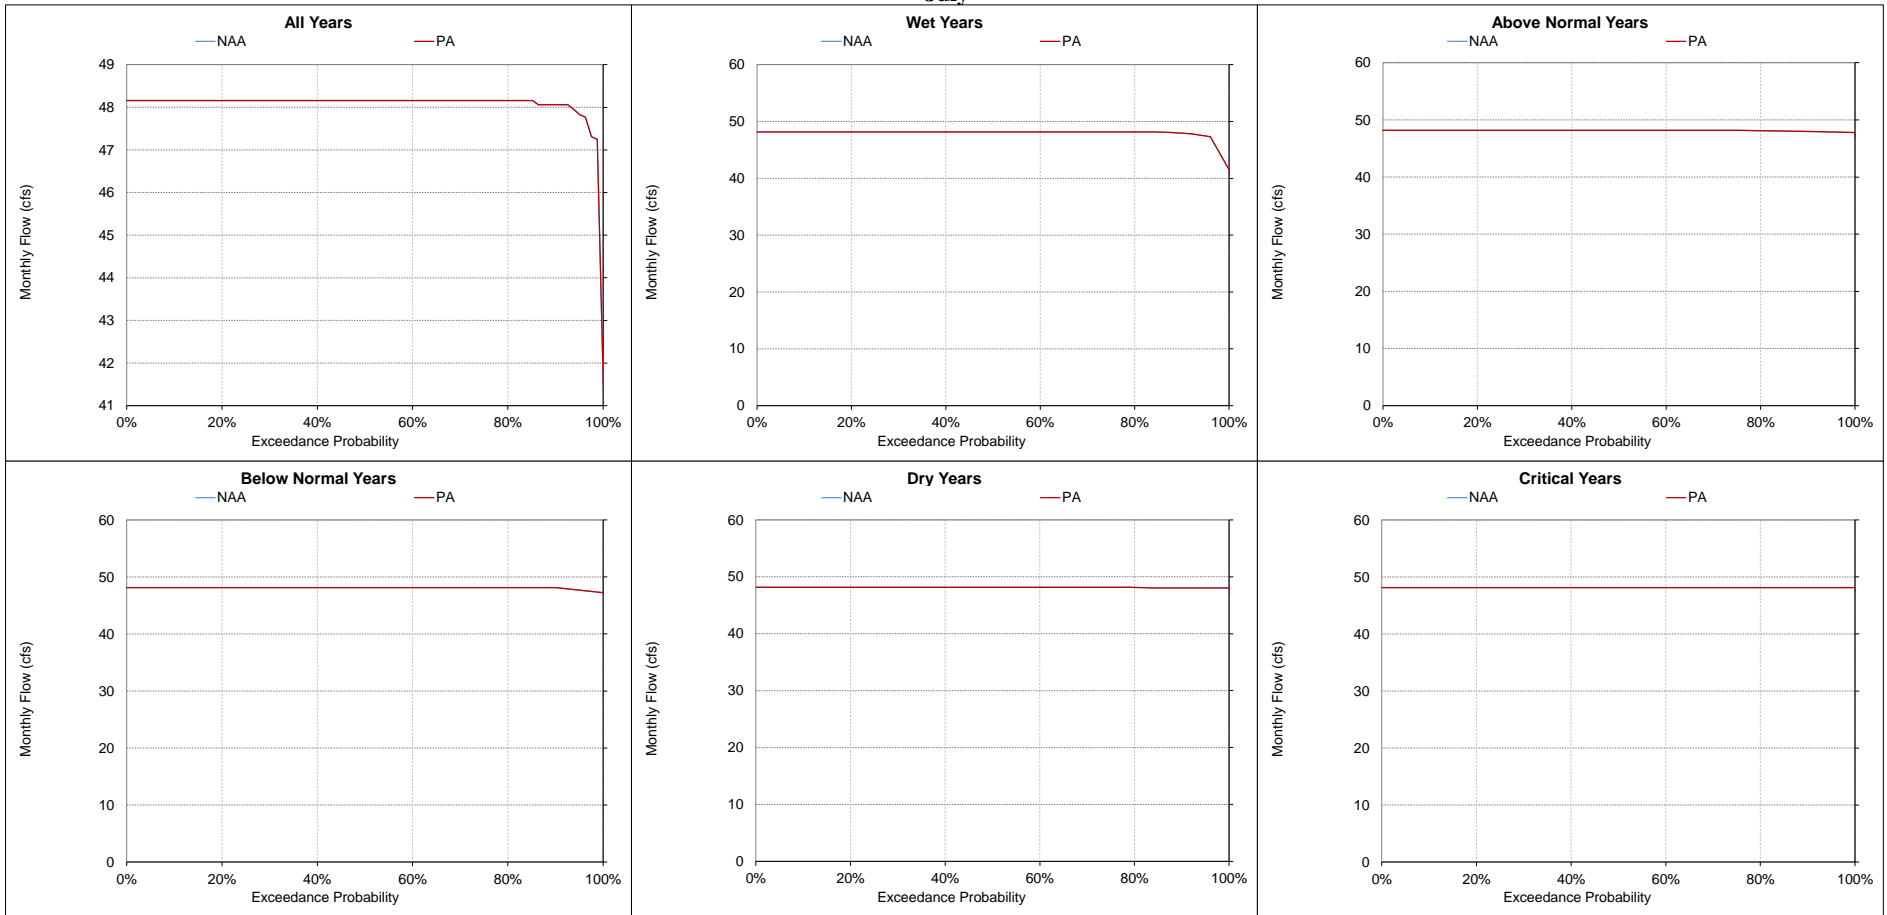 All Years
NAA PA
49
48
47
46
45
44
43
42
41
Monthly Flow (cfs)
0% 20% 40% 60% 80% 100%
Exceedance Probability
Wet Years
NAA PA
60
50
40
30
20
10
0
Monthly Flow (cfs)
0% 20% 40% 60% 80% 100%
Exceedance Probability
Above Normal Years
NAA PA
60
50
40
30
20
10
0
Monthly Flow (cfs)
0% 20% 40% 60% 80% 100%
Exceedance Probability
Below Normal Years
NAA PA
60
50
40
30
20
10
0
Monthly Flow (cfs)
0% 20% 40% 60% 80% 100%
Exceedance Probability
Dry Years
NAA PA
60
50
40
30
20
10
0
Monthly Flow (cfs)
0% 20% 40% 60% 80% 100%
Exceedance Probability
Critical Years
NAA PA
60
50
40
30
20
10
0
Monthly Flow (cfs)
0% 20% 40% 60% 80% 100%
Exceedance Probability